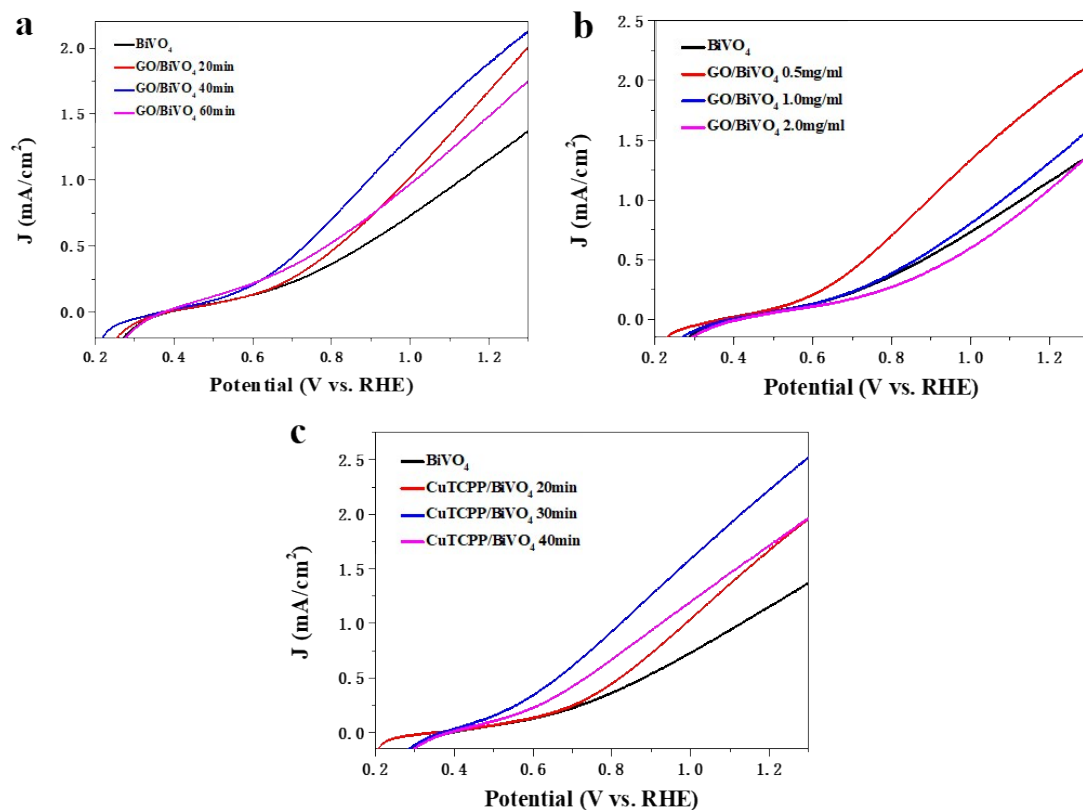 a
BiVO₄
GO/BiVO₄ 20min
GO/BiVO₄ 40min
GO/BiVO₄ 60min
2.0
1.5
1.0
0.5
0.0
J (mA/cm²)
0.2 0.4 0.6 0.8 1.0 1.2
Potential (V vs. RHE)
b
BiVO₄
GO/BiVO₄ 0.5mg/ml
GO/BiVO₄ 1.0mg/ml
GO/BiVO₄ 2.0mg/ml
2.5
2.0
1.5
1.0
0.5
0.0
J (mA/cm²)
0.2 0.4 0.6 0.8 1.0 1.2
Potential (V vs. RHE)
c
BiVO₄
CuTCPP/BiVO₄ 20min
CuTCPP/BiVO₄ 30min
CuTCPP/BiVO₄ 40min
2.5
2.0
1.5
1.0
0.5
0.0
J (mA/cm²)
0.2 0.4 0.6 0.8 1.0 1.2
Potential (V vs. RHE)